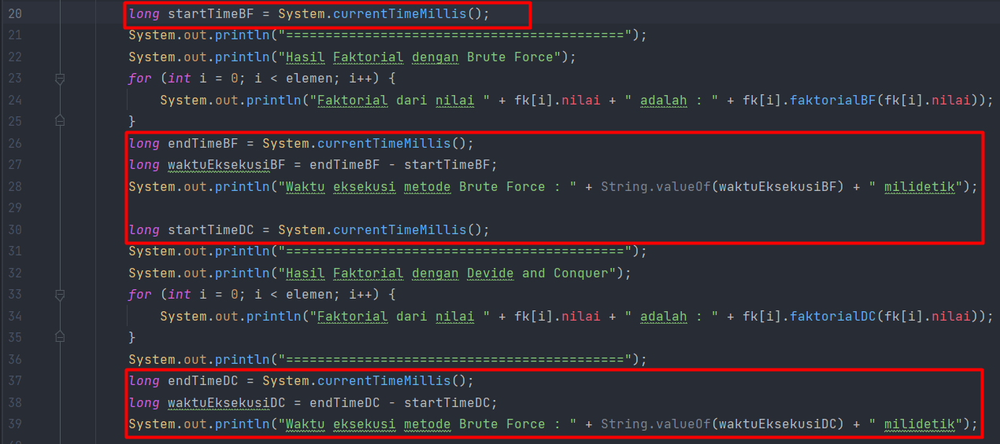 20 long startTimeBF = System.currentTimeMillis();
21 System.out.println("===========================================");
22 System.out.println("Hasil Faktorial dengan Brute Force");
23 for (int i = 0; i < elemen; i++) {
24 System.out.println("Faktorial dari nilai " + fk[i].nilai + " adalah : " + fk[i].faktorialBF(fk[i].nilai));
25 }
26 long endTimeBF = System.currentTimeMillis();
27 long waktuEksekusiBF = endTimeBF - startTimeBF;
28 System.out.println("Waktu eksekusi metode Brute Force : " + String.valueOf(waktuEksekusiBF) + " milidetik");
29
30 long startTimeDC = System.currentTimeMillis();
31 System.out.println("===========================================");
32 System.out.println("Hasil Faktorial dengan Devide and Conquer");
33 for (int i = 0; i < elemen; i++) {
34 System.out.println("Faktorial dari nilai " + fk[i].nilai + " adalah : " + fk[i].faktorialDC(fk[i].nilai));
35 }
36 System.out.println("===========================================");
37 long endTimeDC = System.currentTimeMillis();
38 long waktuEksekusiDC = endTimeDC - startTimeDC;
39 System.out.println("Waktu eksekusi metode Brute Force : " + String.valueOf(waktuEksekusiDC) + " milidetik");